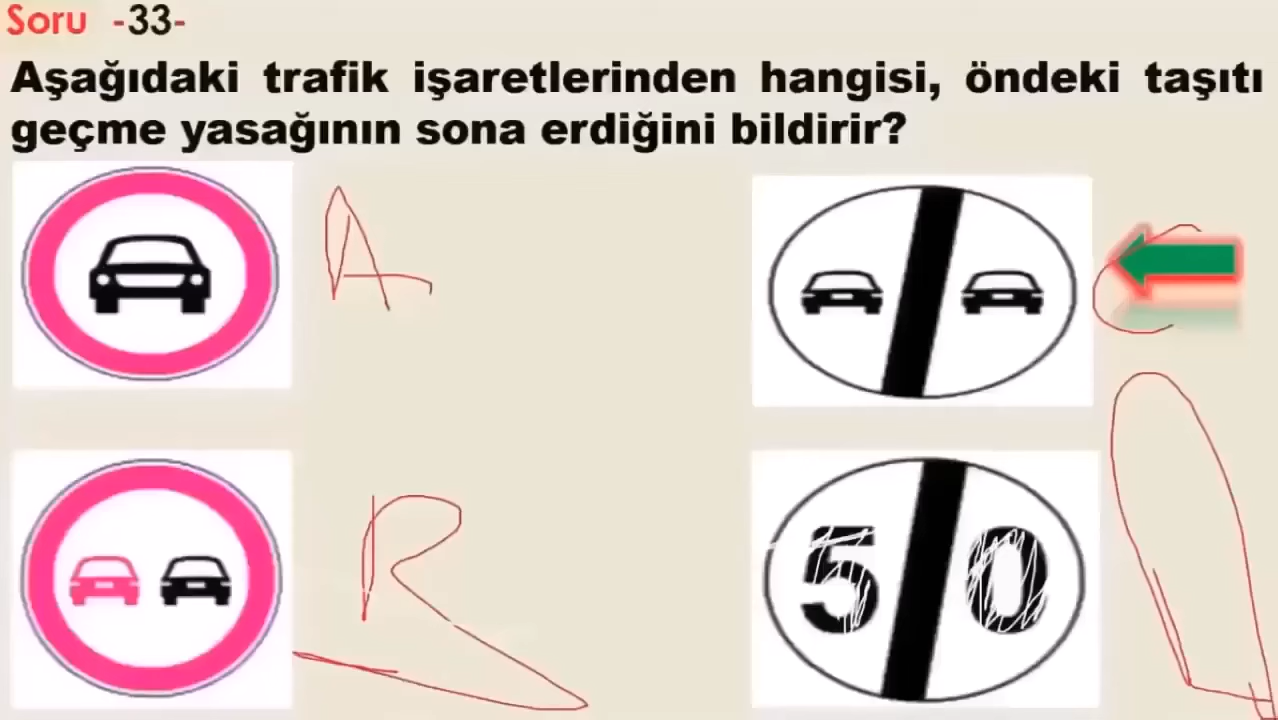 Soru -33-
Aşağıdaki trafik işaretlerinden hangisi, öndeki taşıtı
geçme yasağının sona erdiğini bildirir?
A
C
50